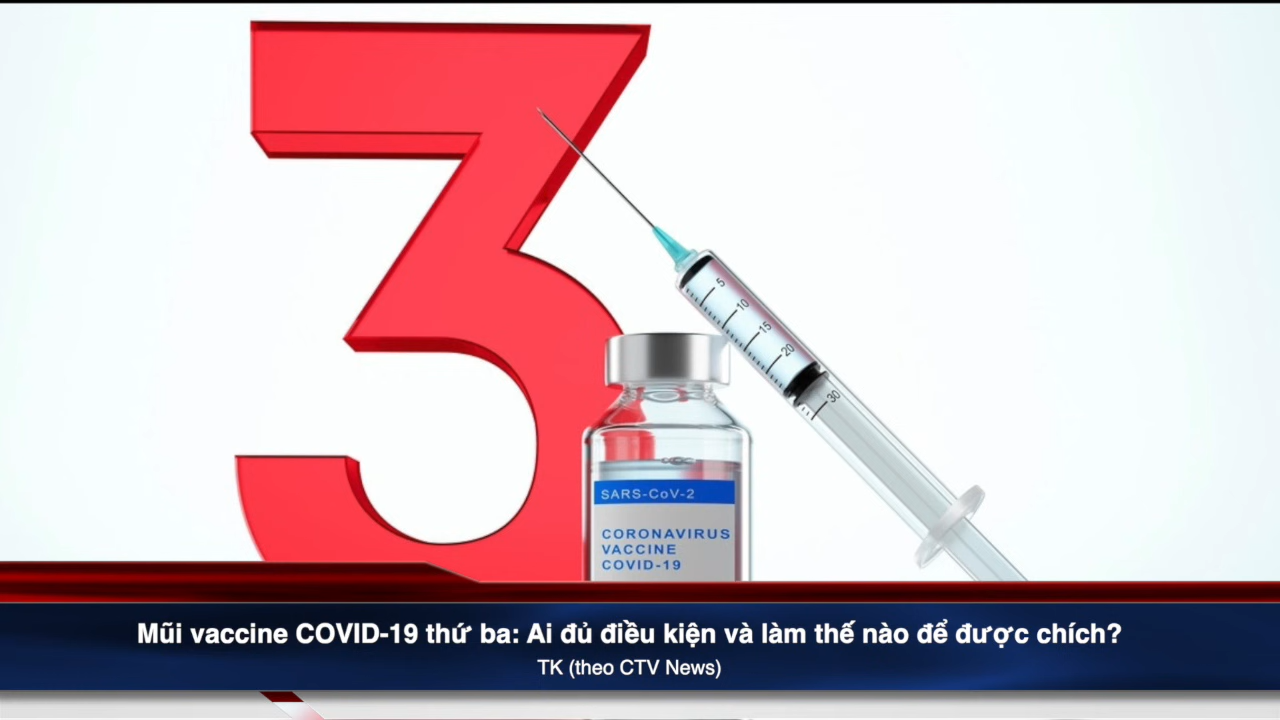 3
5
10
15
20
30
SARS-CoV-2
CORONAVIRUS
VACCINE
COVID-19
Mũi vaccine COVID-19 thứ ba: Ai đủ điều kiện và làm thế nào để được chích?
TK (theo CTV News)